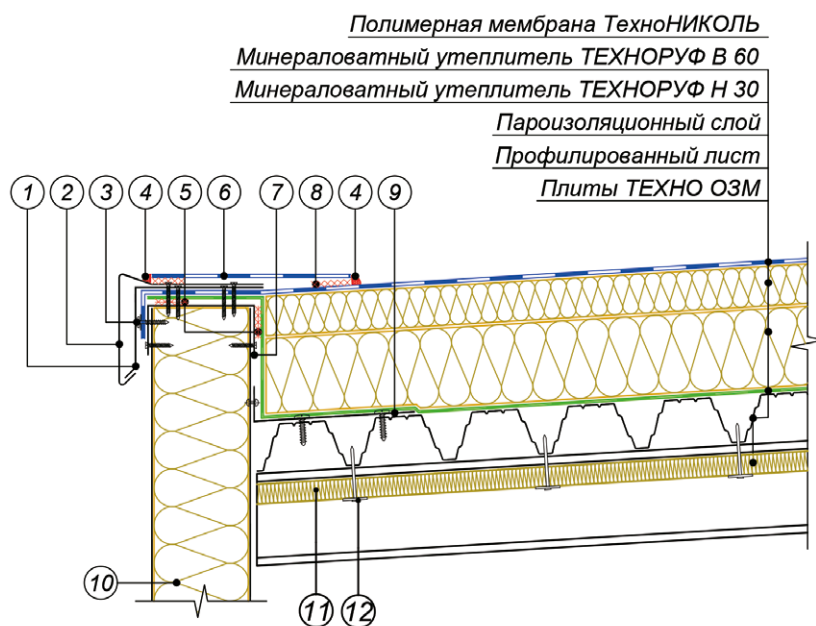 Полимерная мембрана ТехноНИКОЛЬ
Минераловатный утеплитель ТЕХНОРУФ В 60
Минераловатный утеплитель ТЕХНОРУФ Н 30
Пароизоляционный слой
Профилированный лист
Плиты ТЕХНО ОЗМ
1 2 3 4 5 6 7 8 4 9
10
11 12